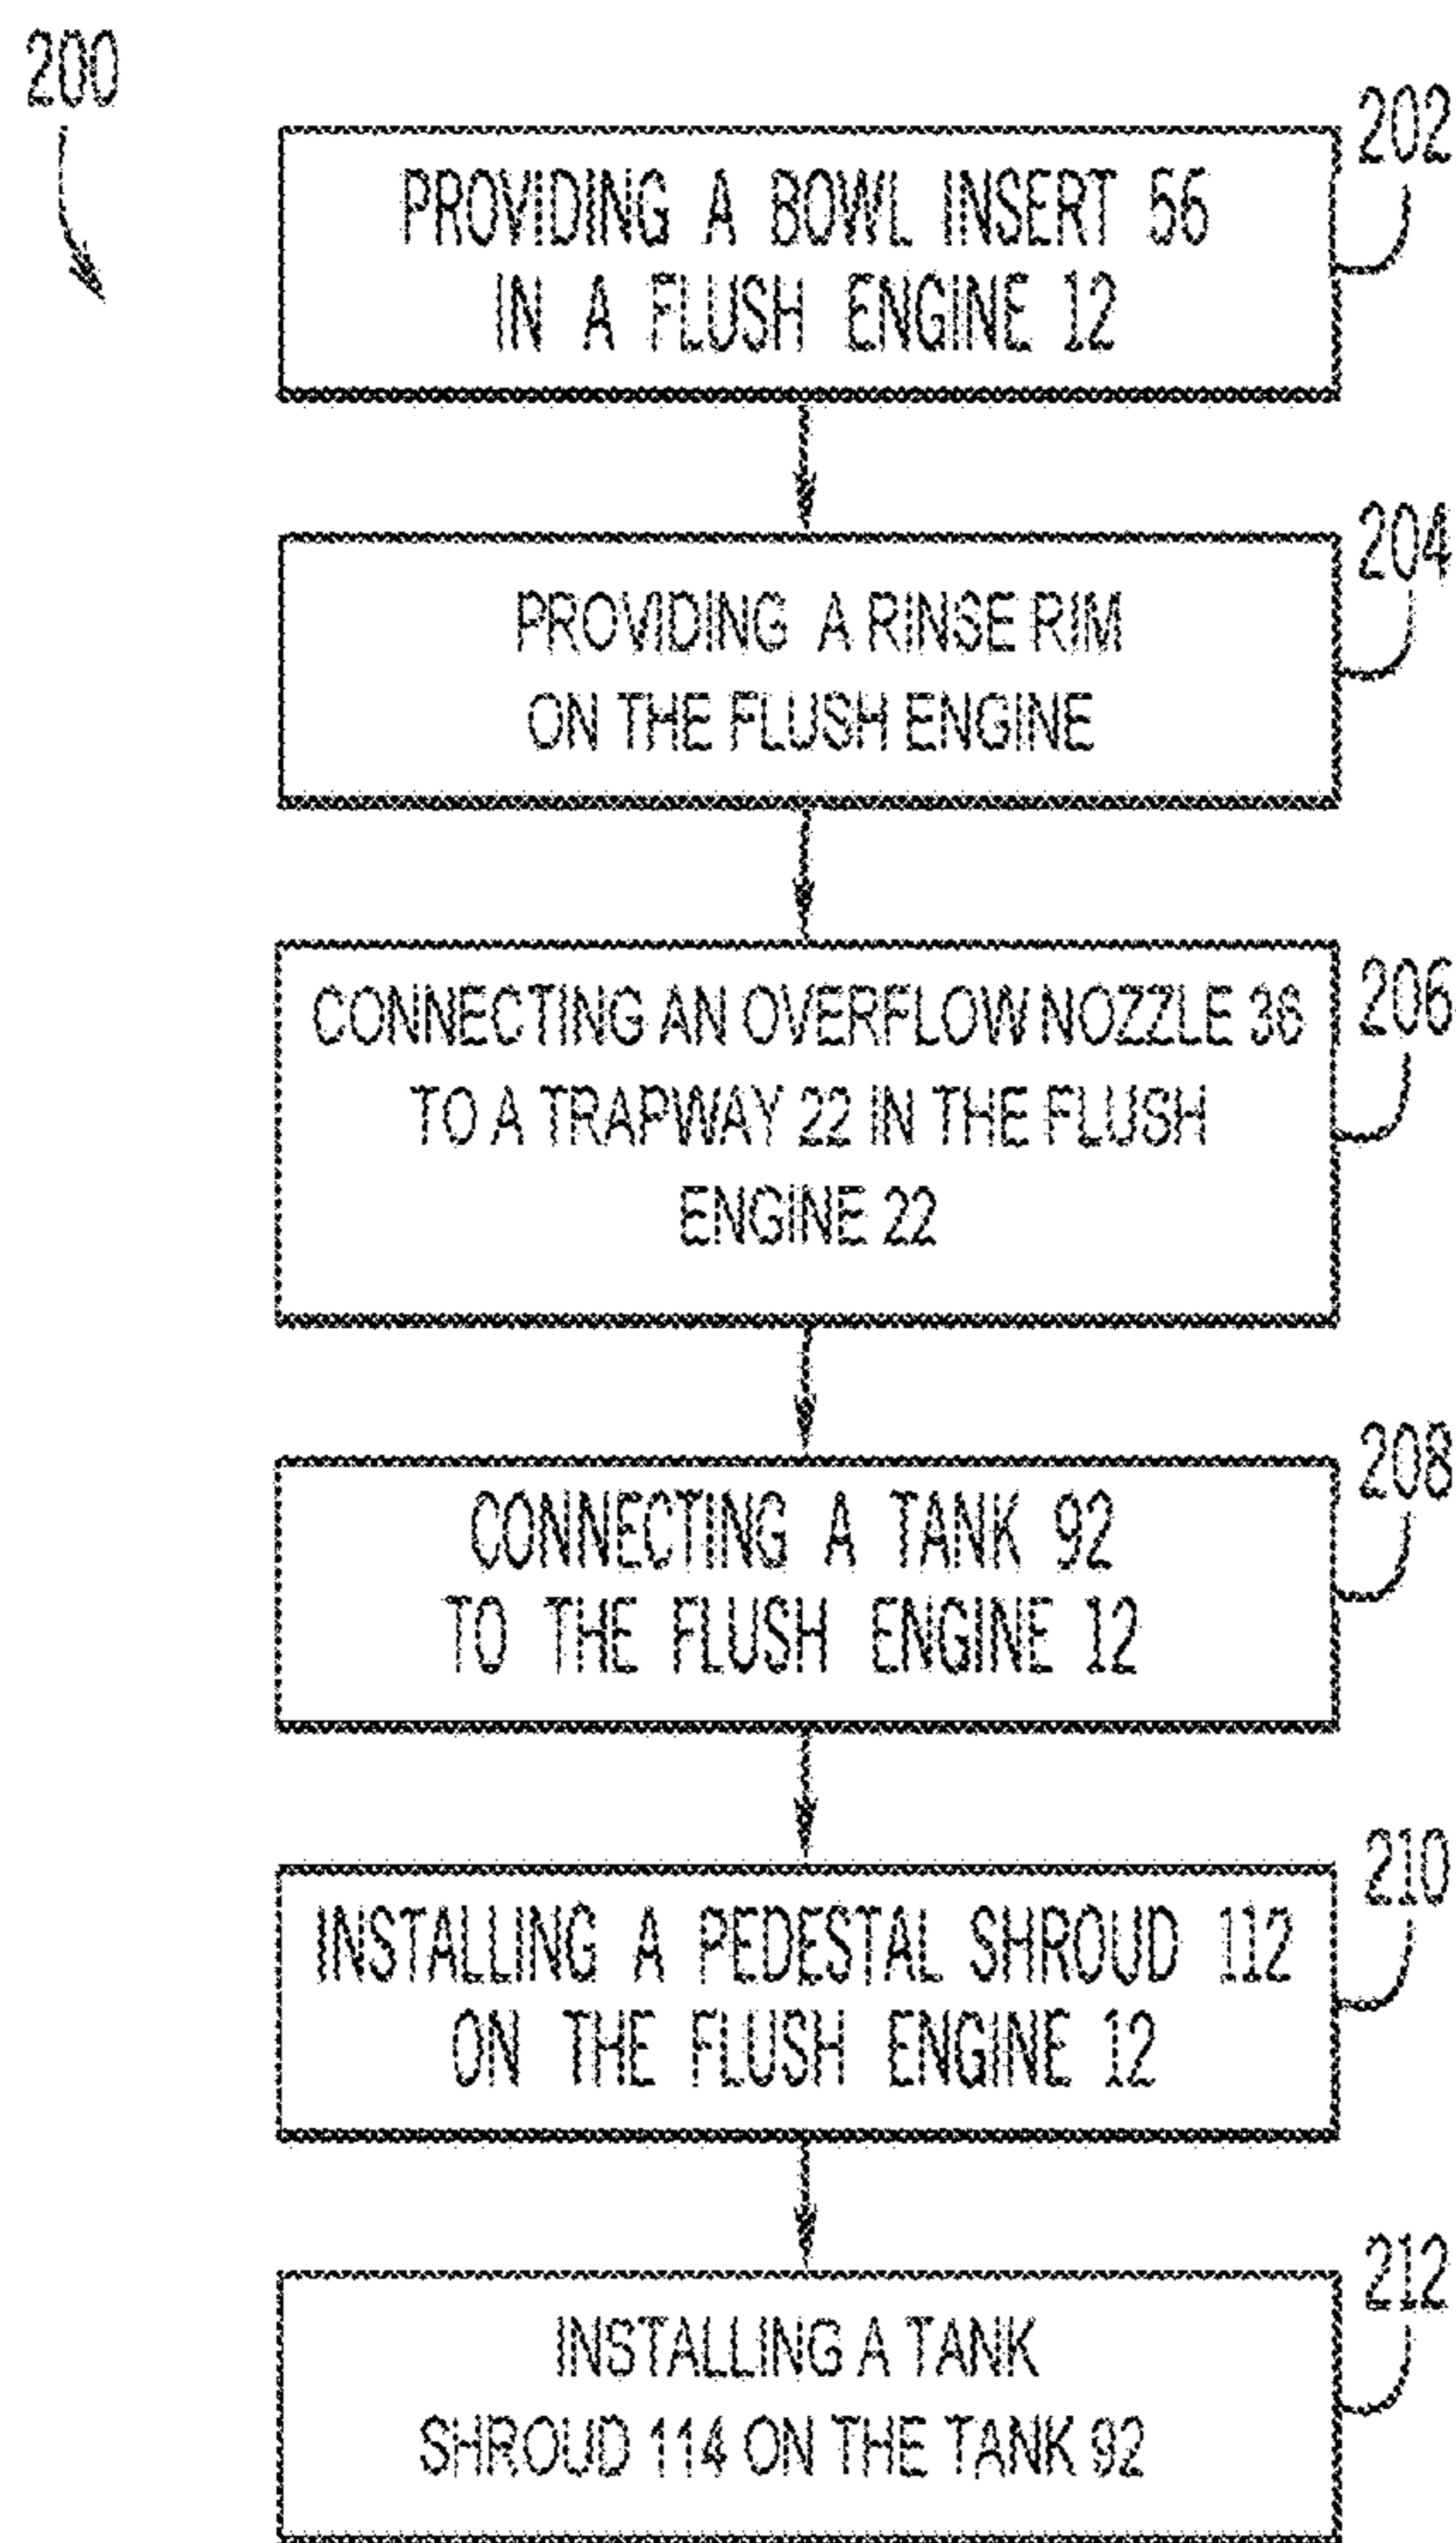 200
202
PROVIDING A BOWL INSERT 56
IN A FLUSH ENGINE 12
204
PROVIDING A RINSE RIM
ON THE FLUSH ENGINE
206
CONNECTING AN OVERFLOW NOZZLE 36
TO A TRAPWAY 22 IN THE FLUSH
ENGINE 22
208
CONNECTING A TANK 92
TO THE FLUSH ENGINE 12
210
INSTALLING A PEDESTAL SHROUD 112
ON THE FLUSH ENGINE 12
212
INSTALLING A TANK
SHROUD 114 ON THE TANK 92